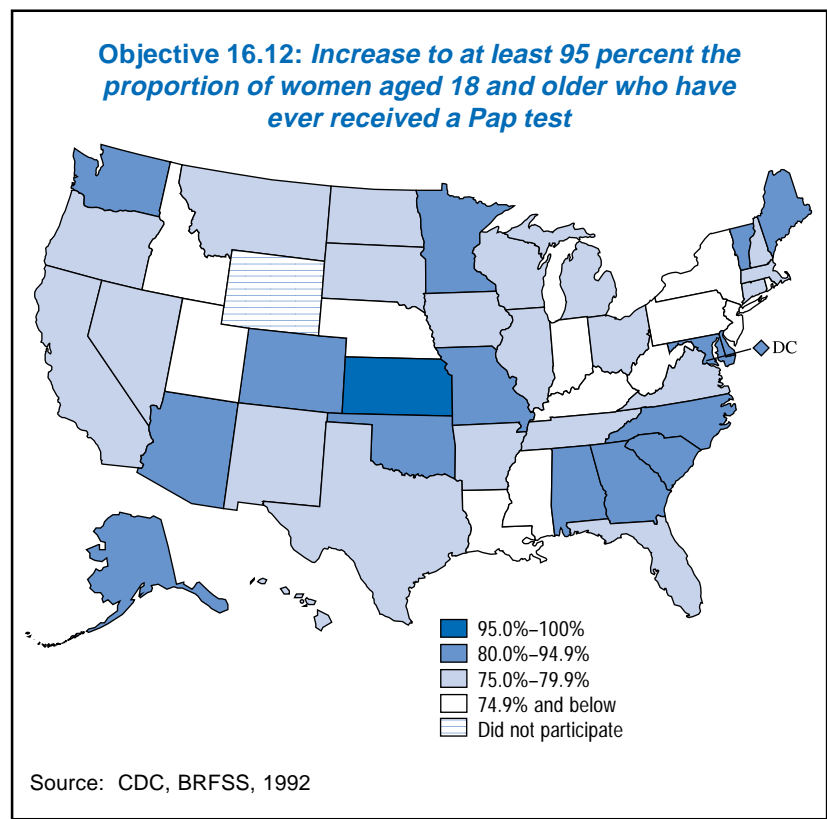 Objective 16.12: Increase to at least 95 percent the
proportion of women aged 18 and older who have
ever received a Pap test
DC
95.0%–100%
80.0%–94.9%
75.0%–79.9%
74.9% and below
Did not participate
Source: CDC, BRFSS, 1992